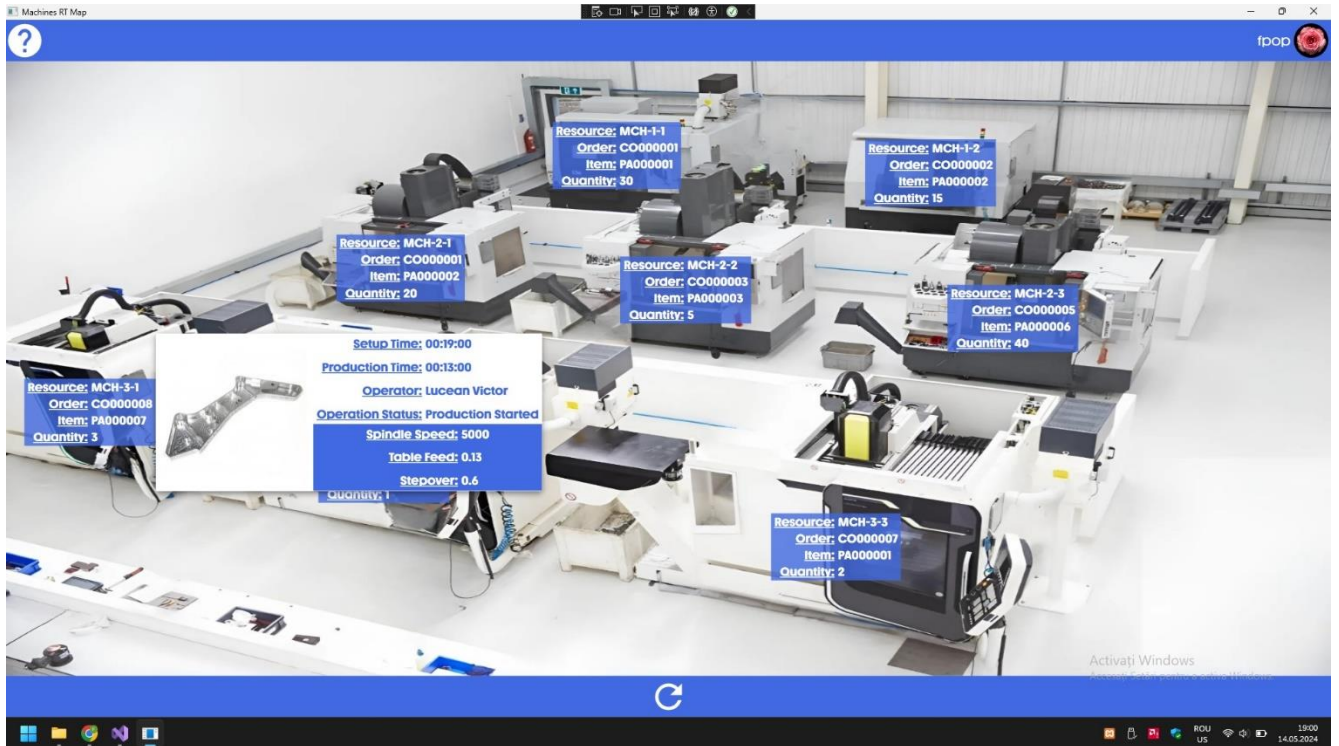 Machines RT Map
?
fpop
Resource: MCH-1-1
Order: CO000001
Item: PA000001
Quantity: 30
Resource: MCH-1-2
Order: CO000002
Item: PA000002
Quantity: 15
Resource: MCH-2-1
Order: CO000001
Item: PA000002
Quantity: 20
Resource: MCH-2-2
Order: CO000003
Item: PA000003
Quantity: 5
Resource: MCH-2-3
Order: CO000005
Item: PA000006
Quantity: 40
Setup Time: 00:19:00
Production Time: 00:13:00
Operator: Lucean Victor
Operation Status: Production Started
Spindle Speed: 5000
Table Feed: 0.13
Stepover: 0.6
Resource: MCH-3-1
Order: CO000008
Item: PA000007
Quantity: 3
Quantity: 1
Resource: MCH-3-3
Order: CO000007
Item: PA000001
Quantity: 2
Activați Windows
ROU
US
19:00
14.05.2024